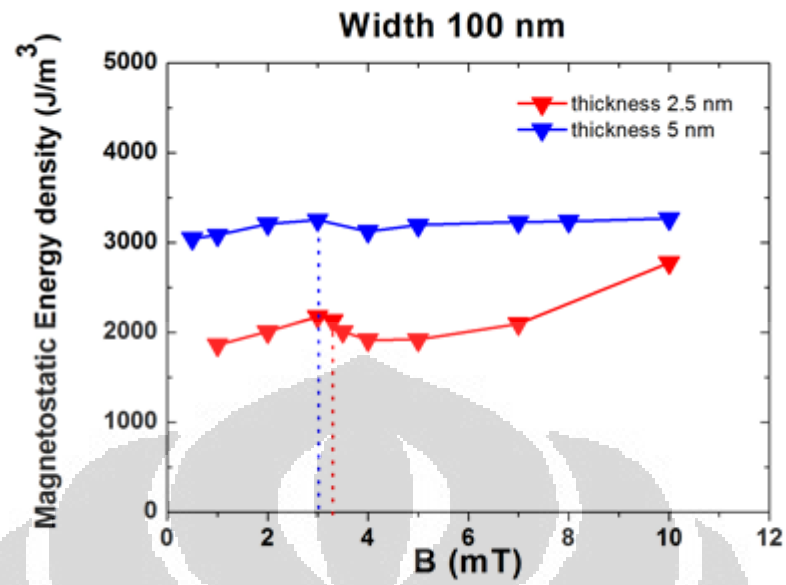 Width 100 nm
Magnetostatic Energy density (J/m³)
5000
4000
3000
2000
1000
0
thickness 2.5 nm
thickness 5 nm
0 2 4 6 8 10 12
B (mT)